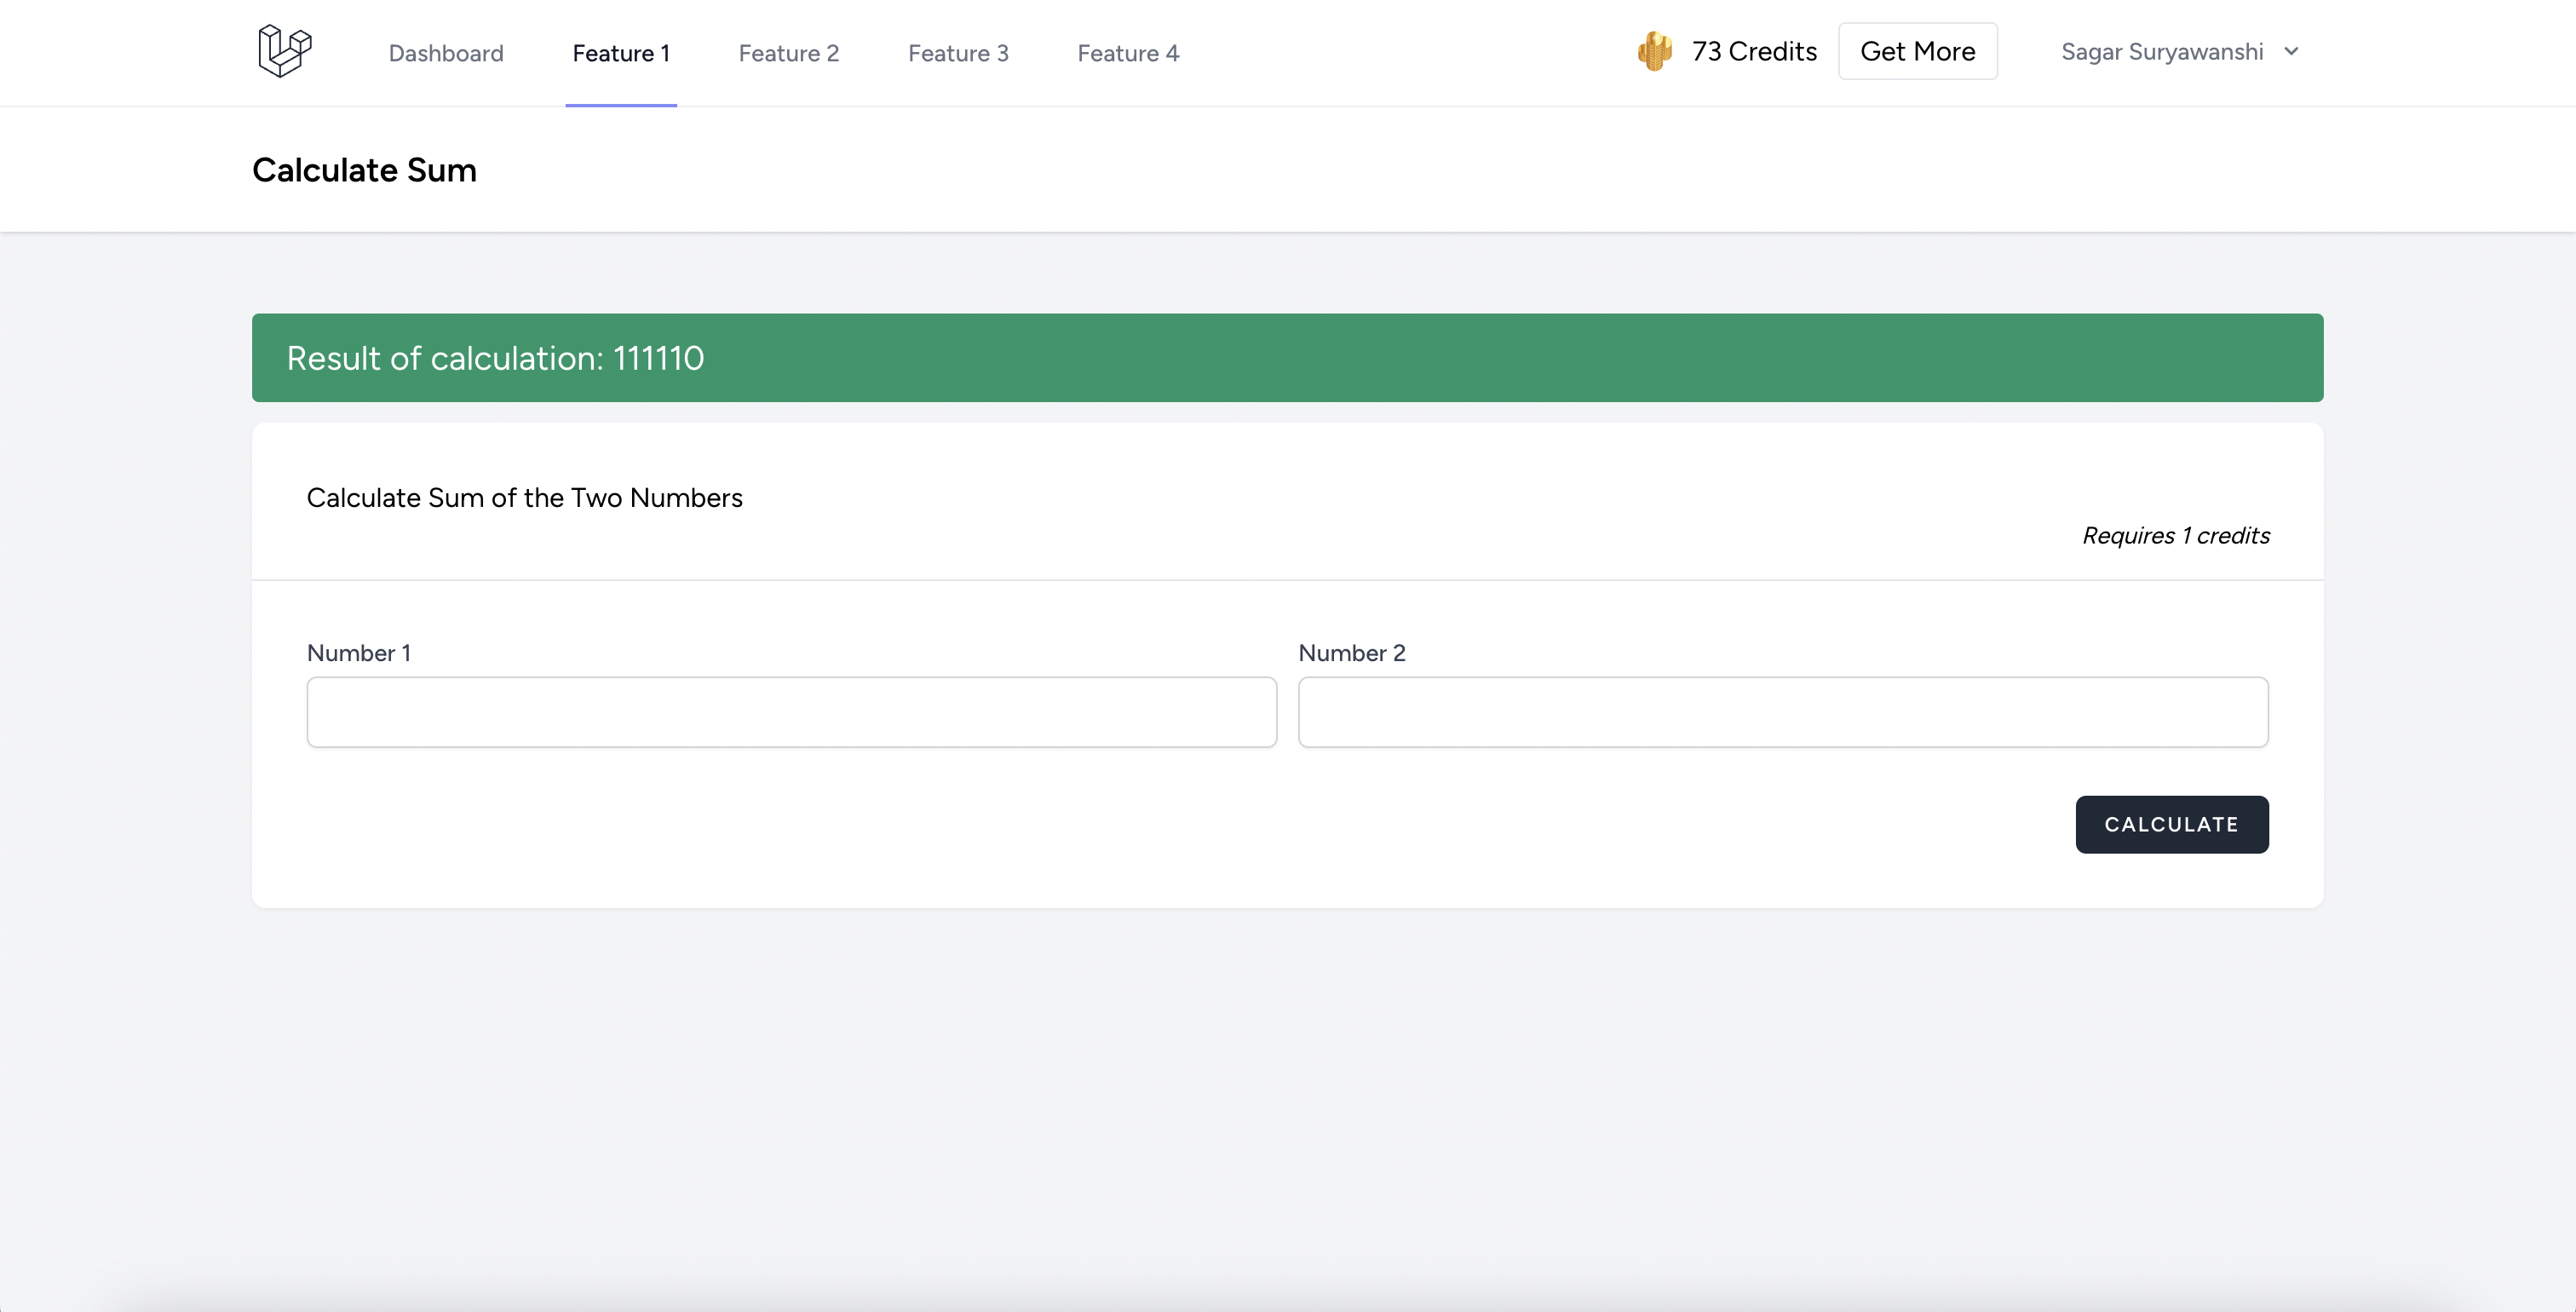 Dashboard Feature 1 Feature 2 Feature 3 Feature 4 73 Credits Get More Sagar Suryawanshi
Calculate Sum
Result of calculation: 111110
Calculate Sum of the Two Numbers
Requires 1 credits
Number 1 Number 2
CALCULATE